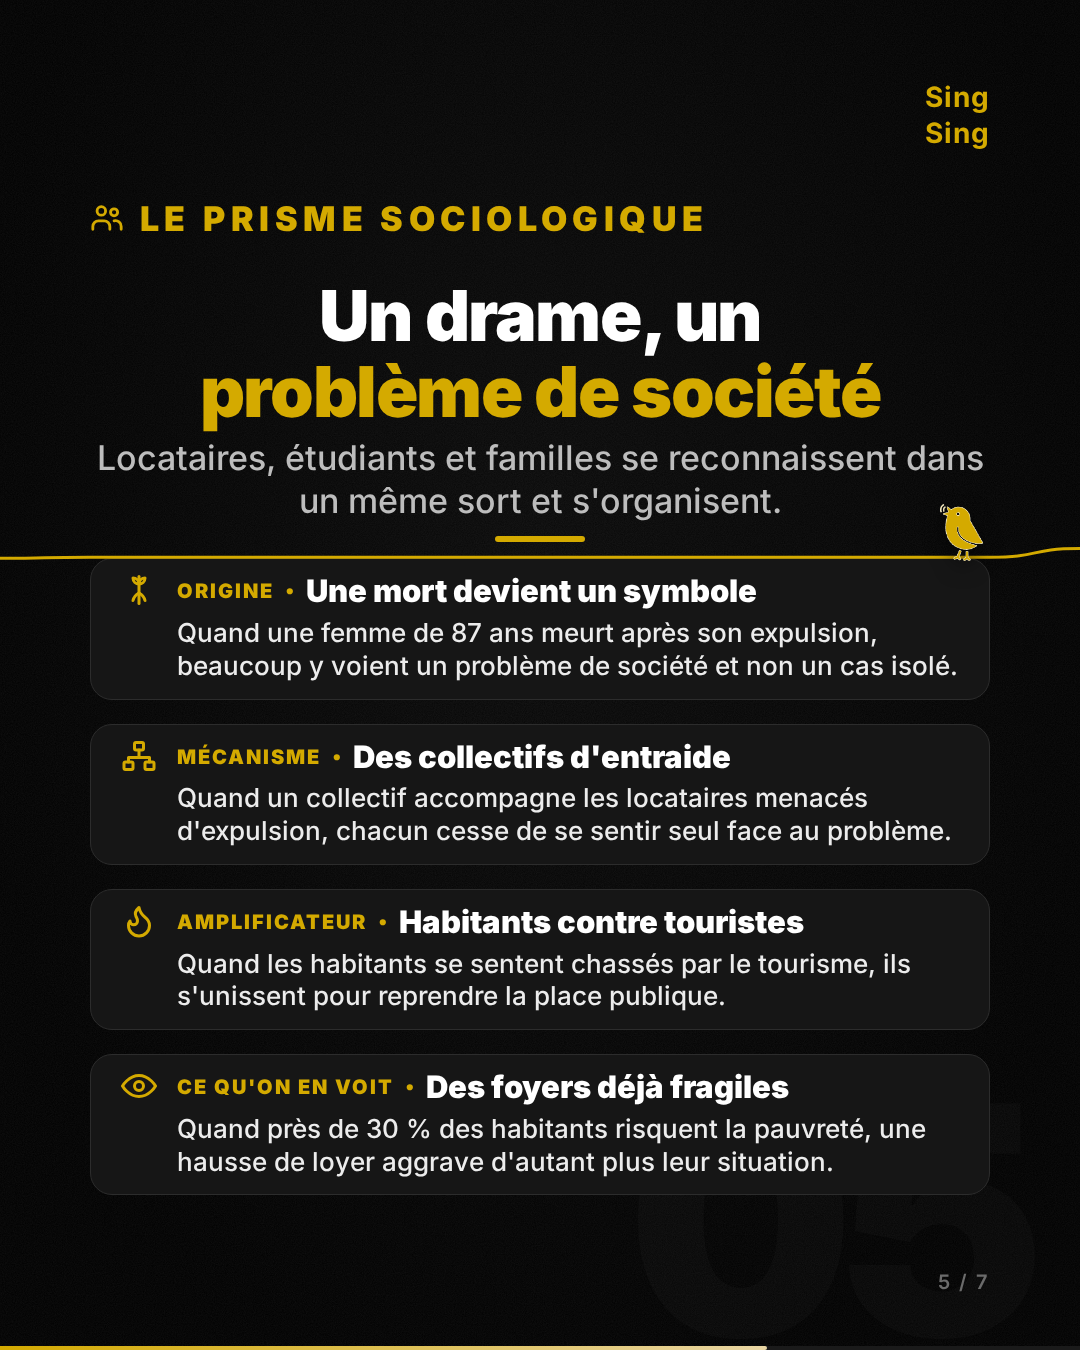 Sing
Sing
LE PRISME SOCIOLOGIQUE
Un drame, un
problème de société
Locataires, étudiants et familles se reconnaissent dans
un même sort et s'organisent.
ORIGINE • Une mort devient un symbole
Quand une femme de 87 ans meurt après son expulsion,
beaucoup y voient un problème de société et non un cas isolé.
MÉCANISME • Des collectifs d'entraide
Quand un collectif accompagne les locataires menacés
d'expulsion, chacun cesse de se sentir seul face au problème.
AMPLIFICATEUR • Habitants contre touristes
Quand les habitants se sentent chassés par le tourisme, ils
s'unissent pour reprendre la place publique.
CE QU'ON EN VOIT • Des foyers déjà fragiles
Quand près de 30 % des habitants risquent la pauvreté, une
hausse de loyer aggrave d'autant plus leur situation.
05
5 / 7